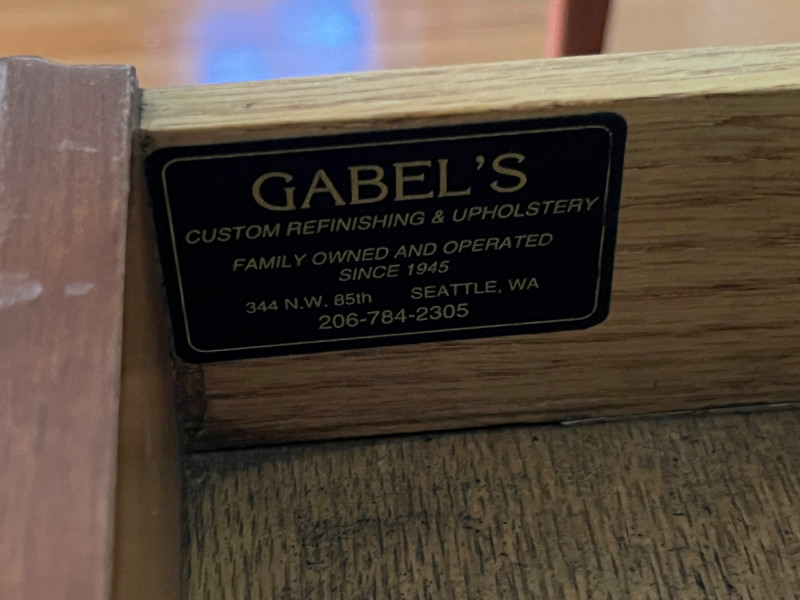 GABEL'S
CUSTOM REFINISHING & UPHOLSTERY
FAMILY OWNED AND OPERATED
SINCE 1945
344 N.W. 85th SEATTLE, WA
206-784-2305